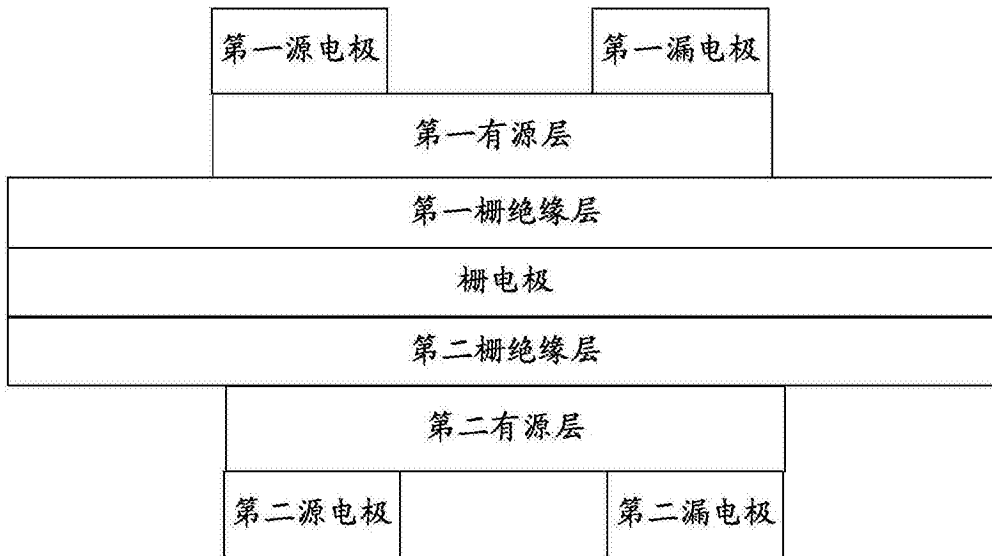 第一源电极
第一漏电极
第一有源层
第一栅绝缘层
栅电极
第二栅绝缘层
第二有源层
第二源电极
第二漏电极